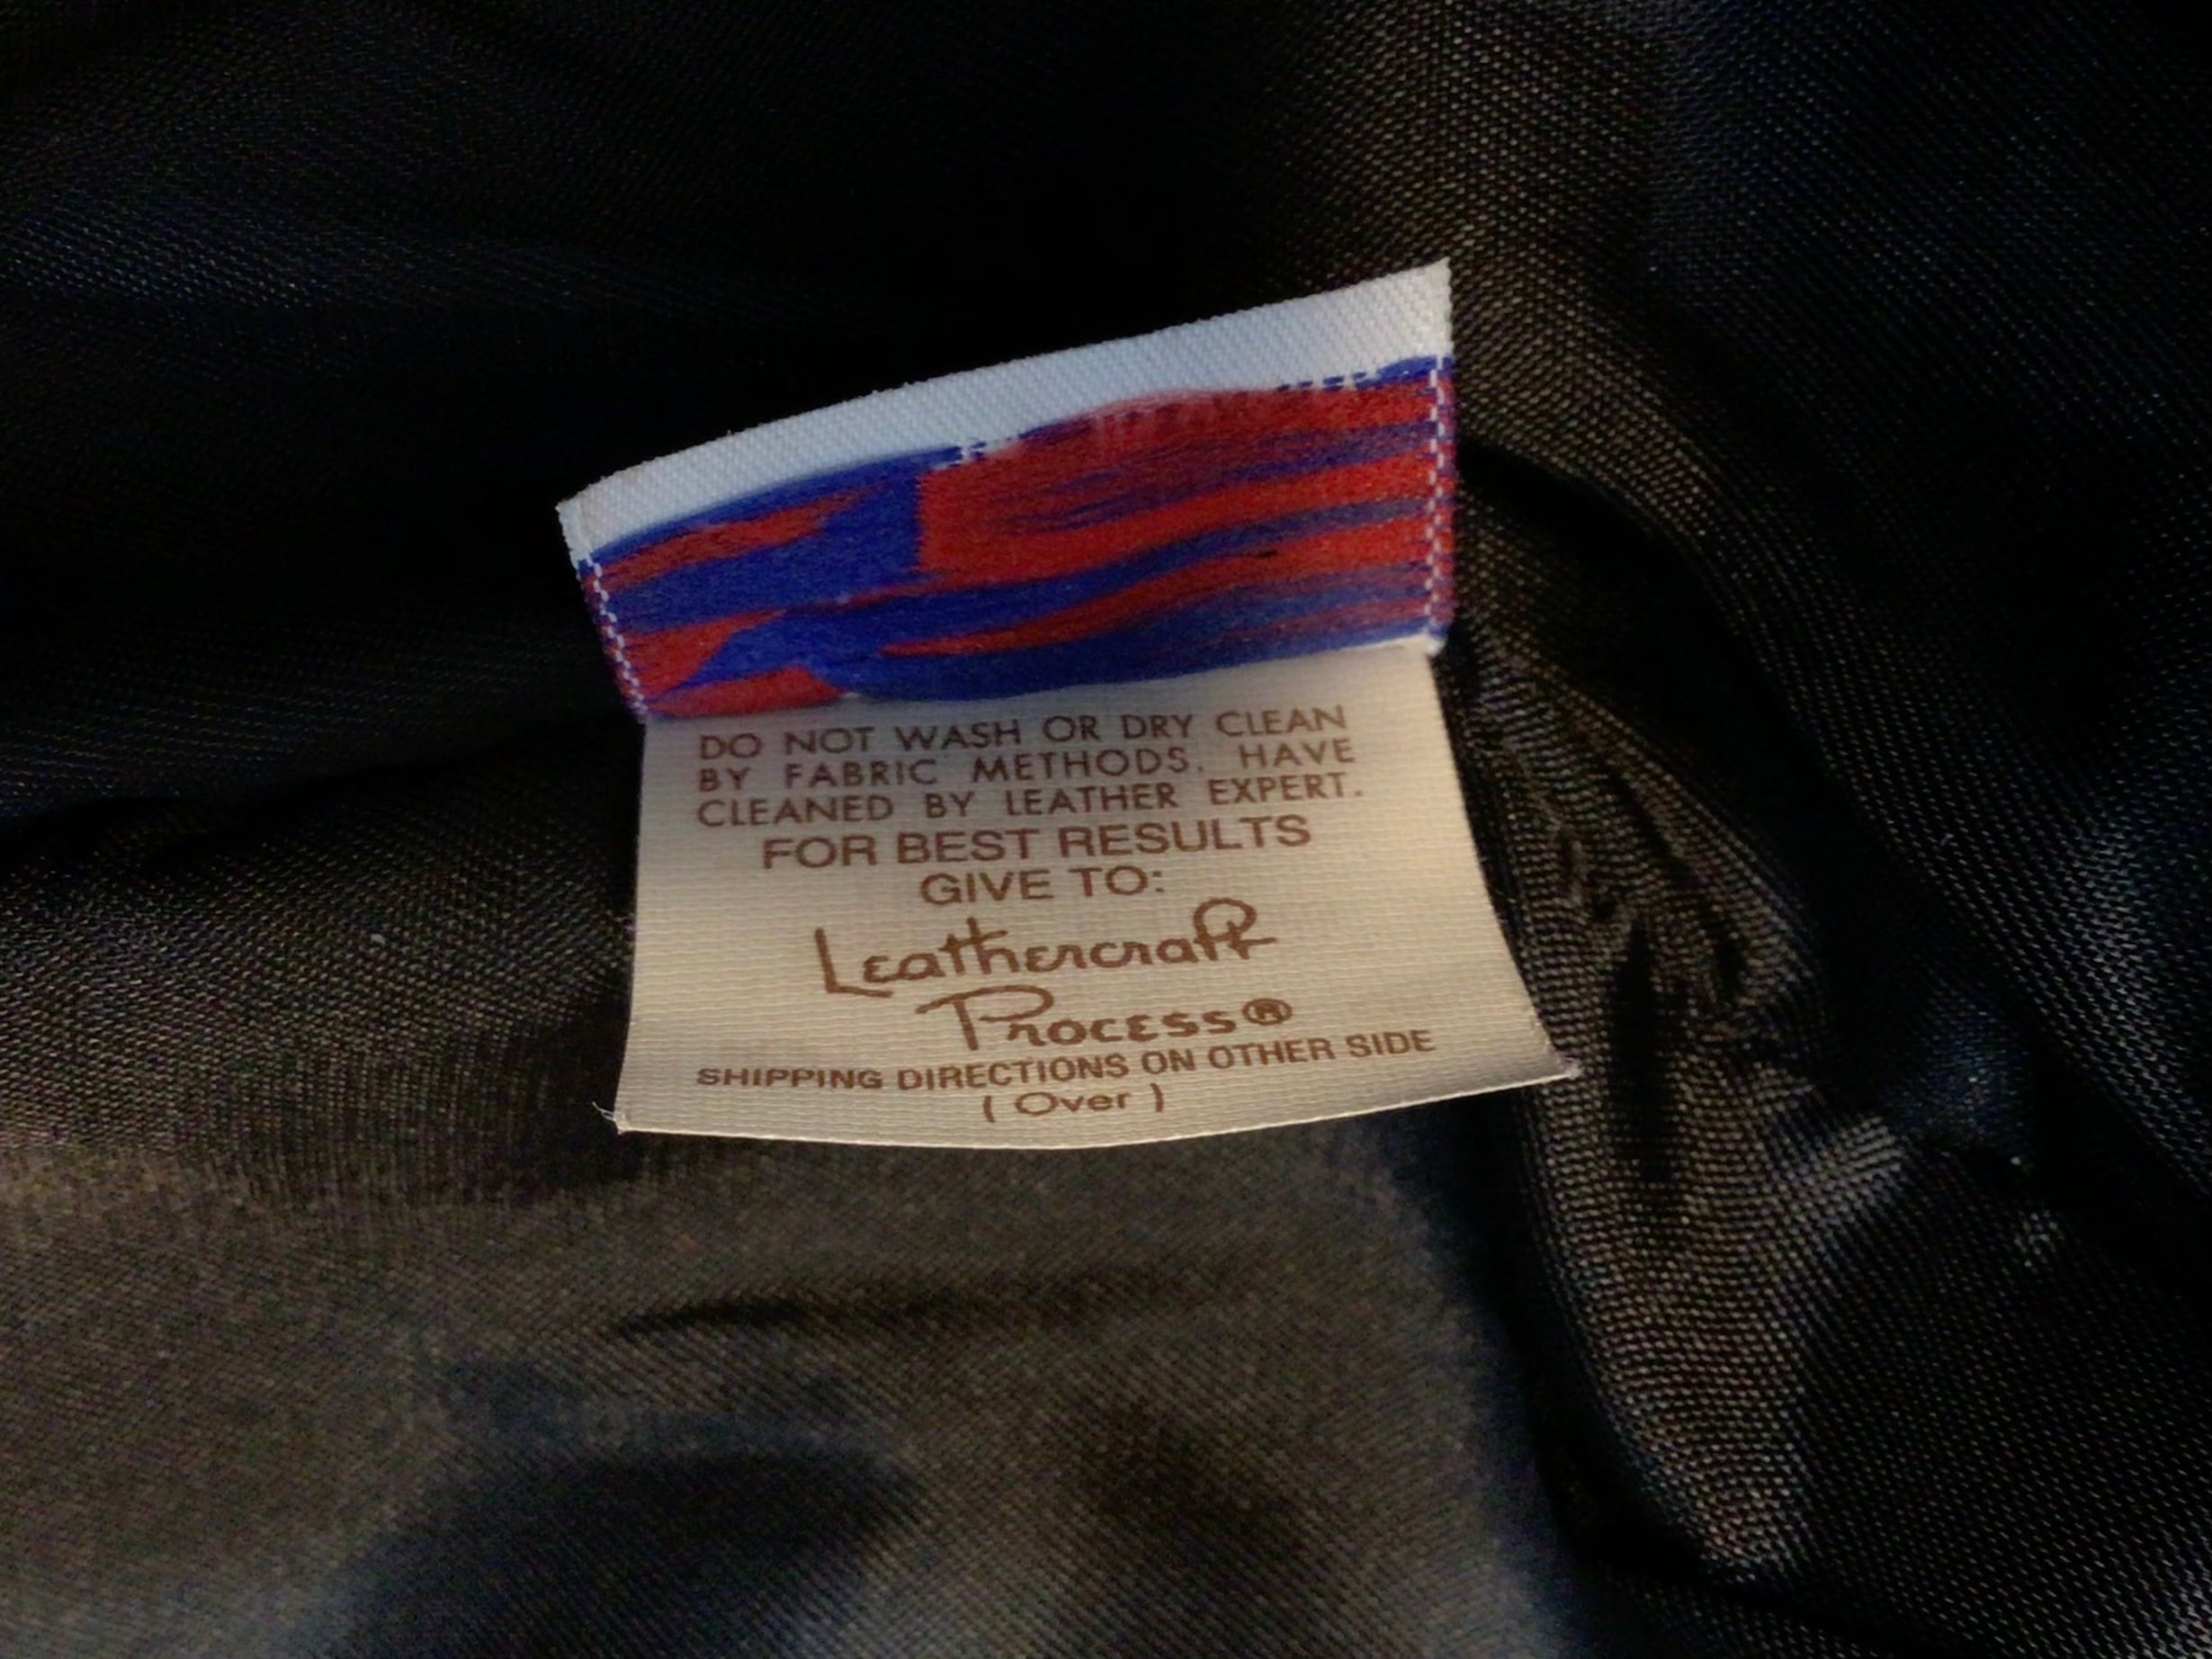 DO NOT WASH OR DRY CLEAN
BY FABRIC METHODS. HAVE
CLEANED BY LEATHER EXPERT.
FOR BEST RESULTS
GIVE TO:
Leathercraft
Process®
SHIPPING DIRECTIONS ON OTHER SIDE
( Over )